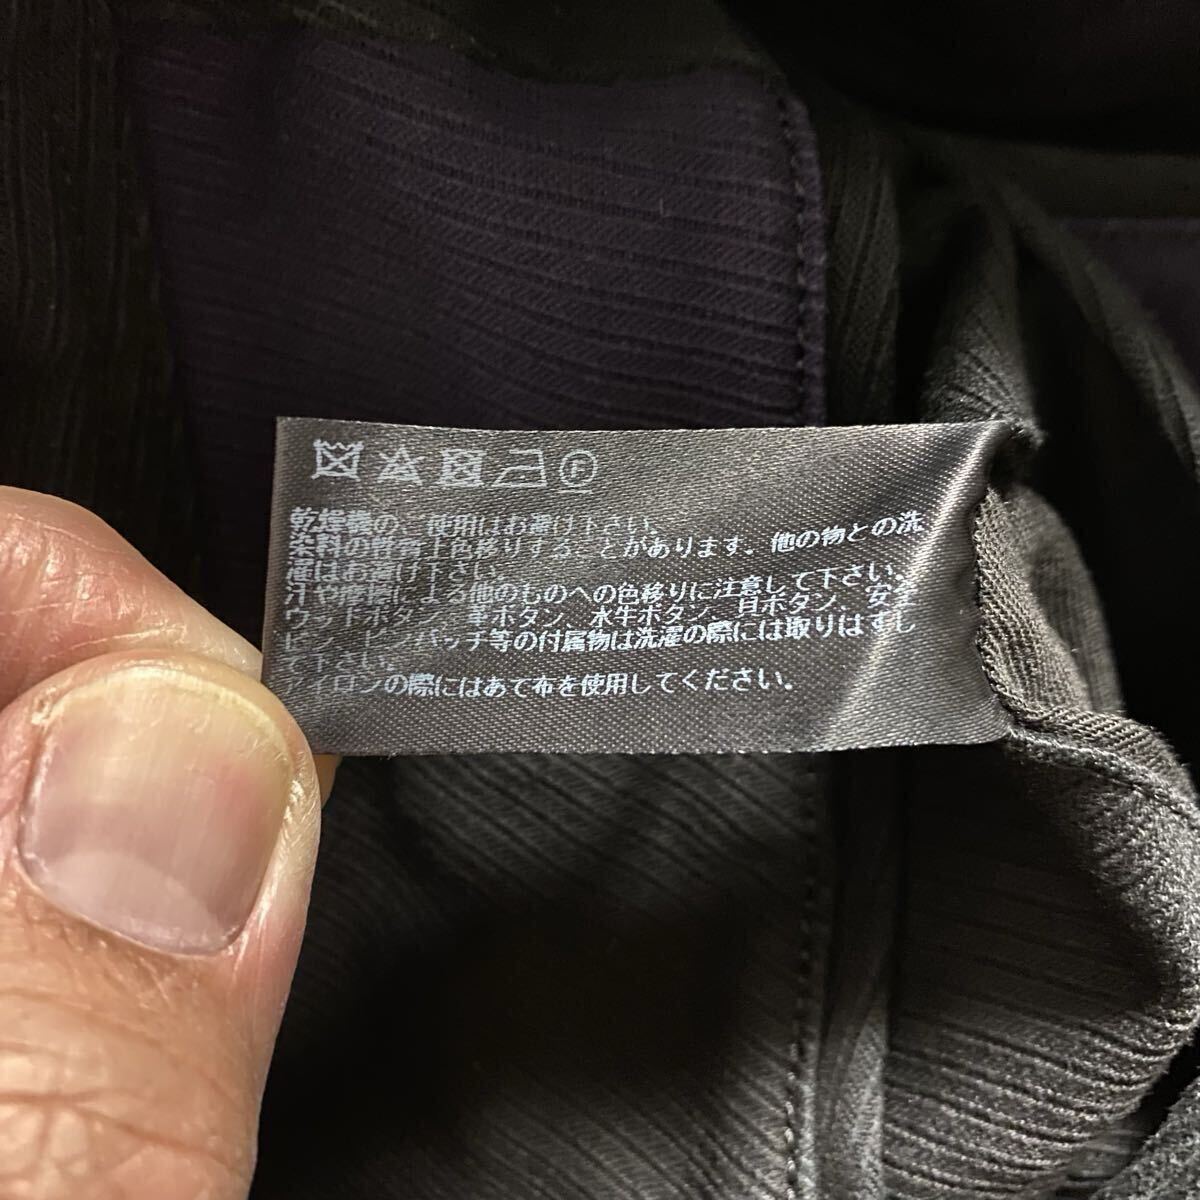 乾燥機のご使用はお避け下さい。
染料の性質上色移りすることがあります。他の物との洗
濯はお避け下さい。
汗や摩擦による他のものへの色移りに注意して下さい。
ウッドボタン、革ボタン、水牛ボタン、貝ボタン、安全
ピン、ピンバッチ等の付属物は洗濯の際には取りはずし
て下さい。
アイロンの際にはあて布を使用してください。